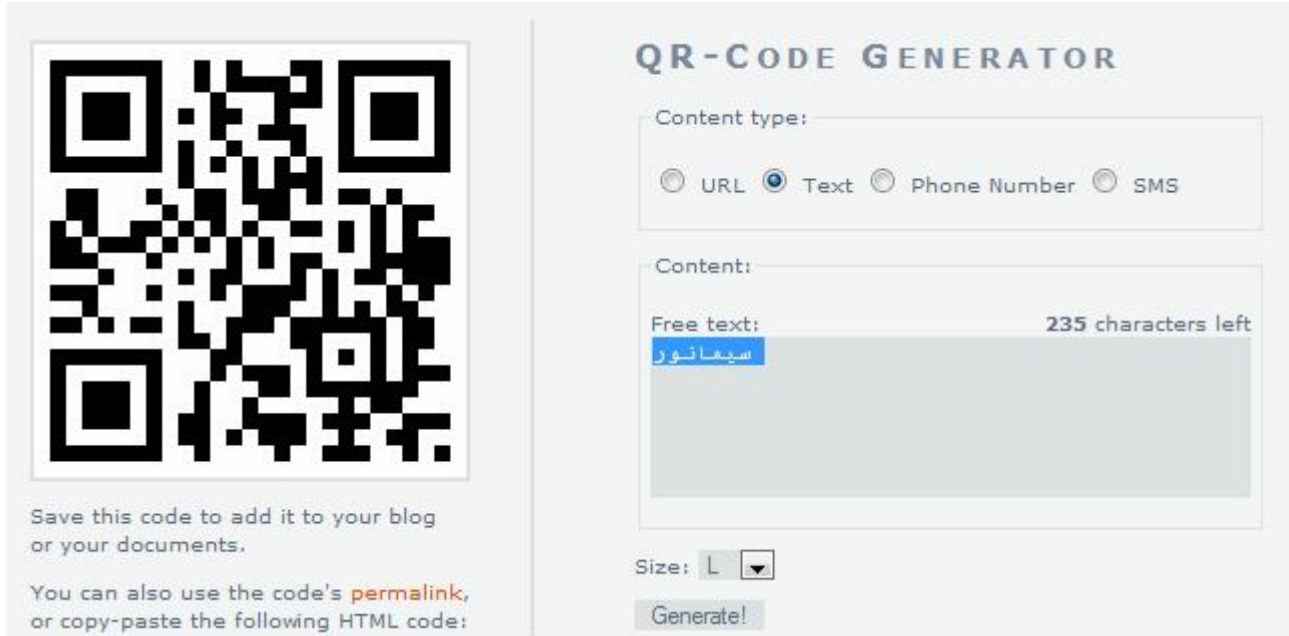 QR-CODE GENERATOR
Content type:
URL Text Phone Number SMS
Content:
Free text: 235 characters left
سیمانور
Size: L
Generate!
Save this code to add it to your blog
or your documents.
You can also use the code's permalink,
or copy-paste the following HTML code: